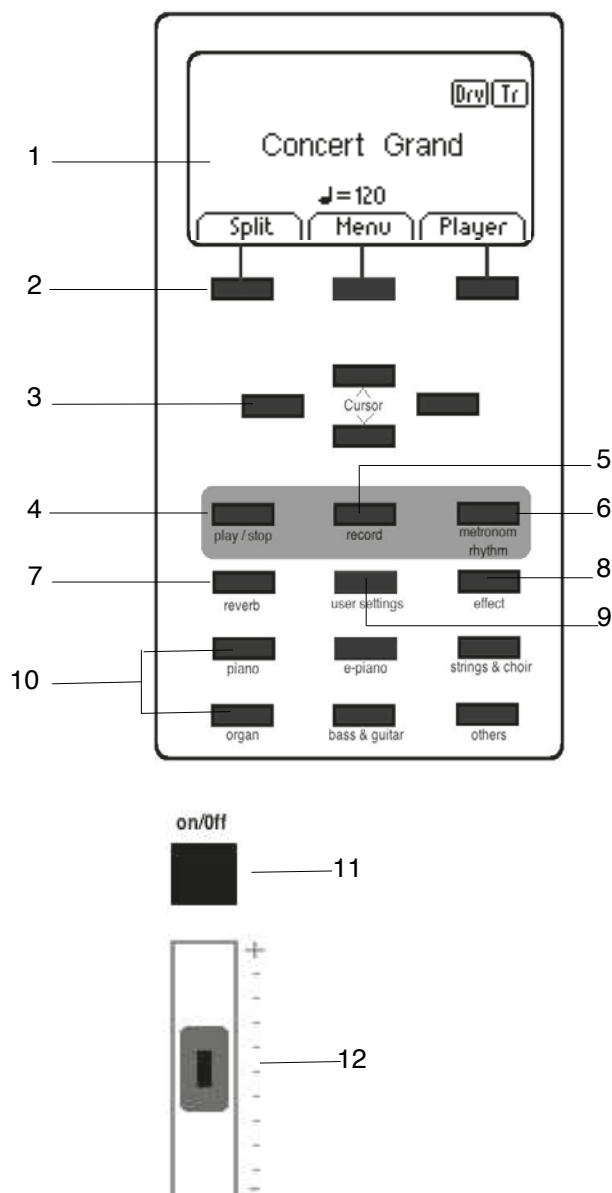 Drv Tr
1
Concert Grand
♩=120
Split Menu Player
2
3
Cursor
5
4
6
play / stop record metronom
rhythm
7
8
reverb user settings effect
9
piano e-piano strings & choir
10
organ bass & guitar others
on/0ff
11
+
12